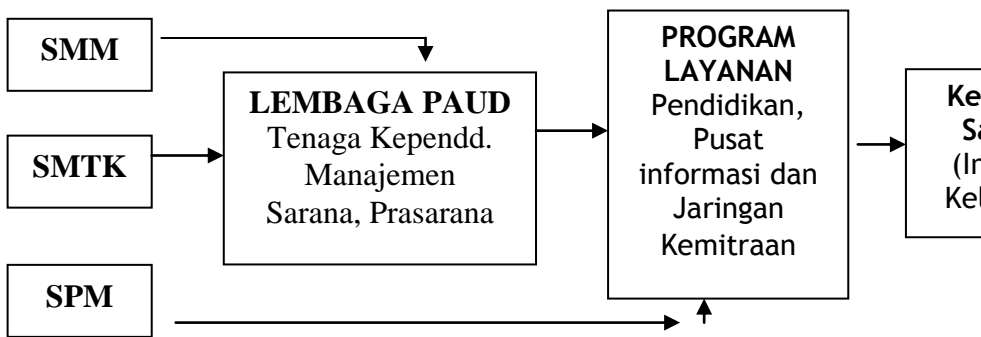 SMM
SMTK
SPM
LEMBAGA PAUD
Tenaga Kependd.
Manajemen
Sarana, Prasarana
PROGRAM
LAYANAN
Pendidikan,
Pusat
informasi dan
Jaringan
Kemitraan